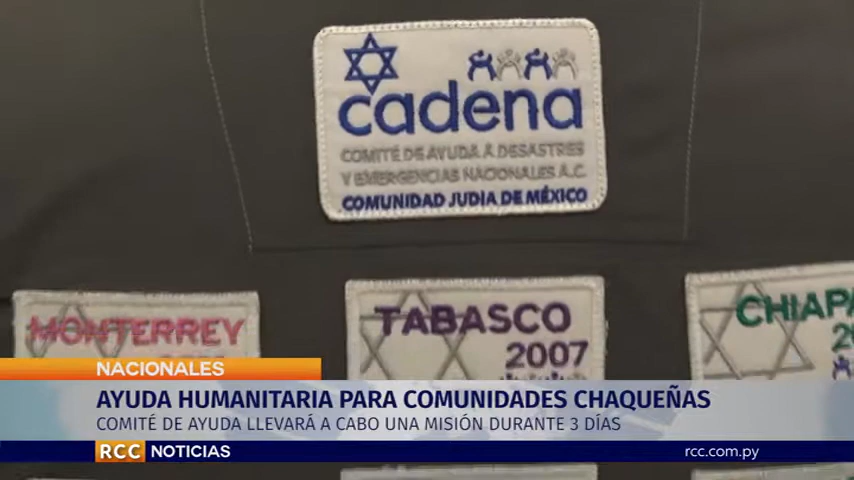 cadena
COMITÉ DE AYUDA A DESASTRES
Y EMERGENCIAS NACIONALES A.C.
COMUNIDAD JUDIA DE MÉXICO
MONTERREY
TABASCO
2007
CHIAPA
NACIONALES
AYUDA HUMANITARIA PARA COMUNIDADES CHAQUEÑAS
COMITÉ DE AYUDA LLEVARÁ A CABO UNA MISIÓN DURANTE 3 DÍAS
RCC NOTICIAS
rcc.com.py